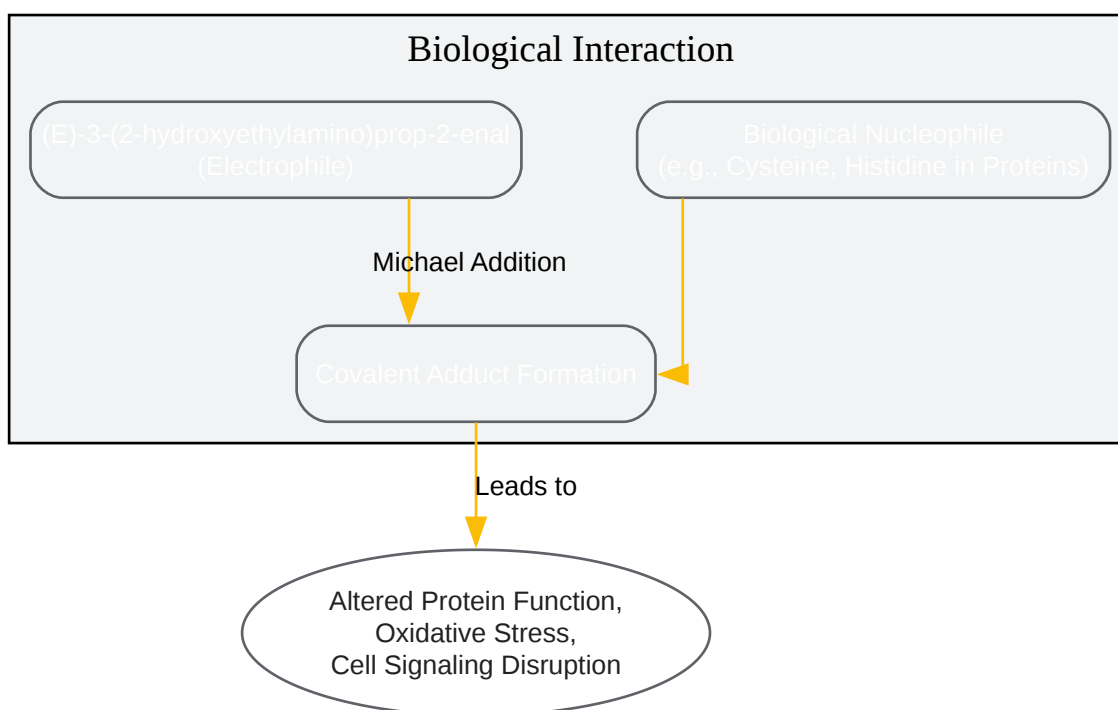 Biological Interaction
(E)-3-(2-hydroxyethylamino)prop-2-enal
(Electrophile)
Biological Nucleophile
(e.g., Cysteine, Histidine in Proteins)
Michael Addition
Covalent Adduct Formation
Leads to
Altered Protein Function,
Oxidative Stress,
Cell Signaling Disruption